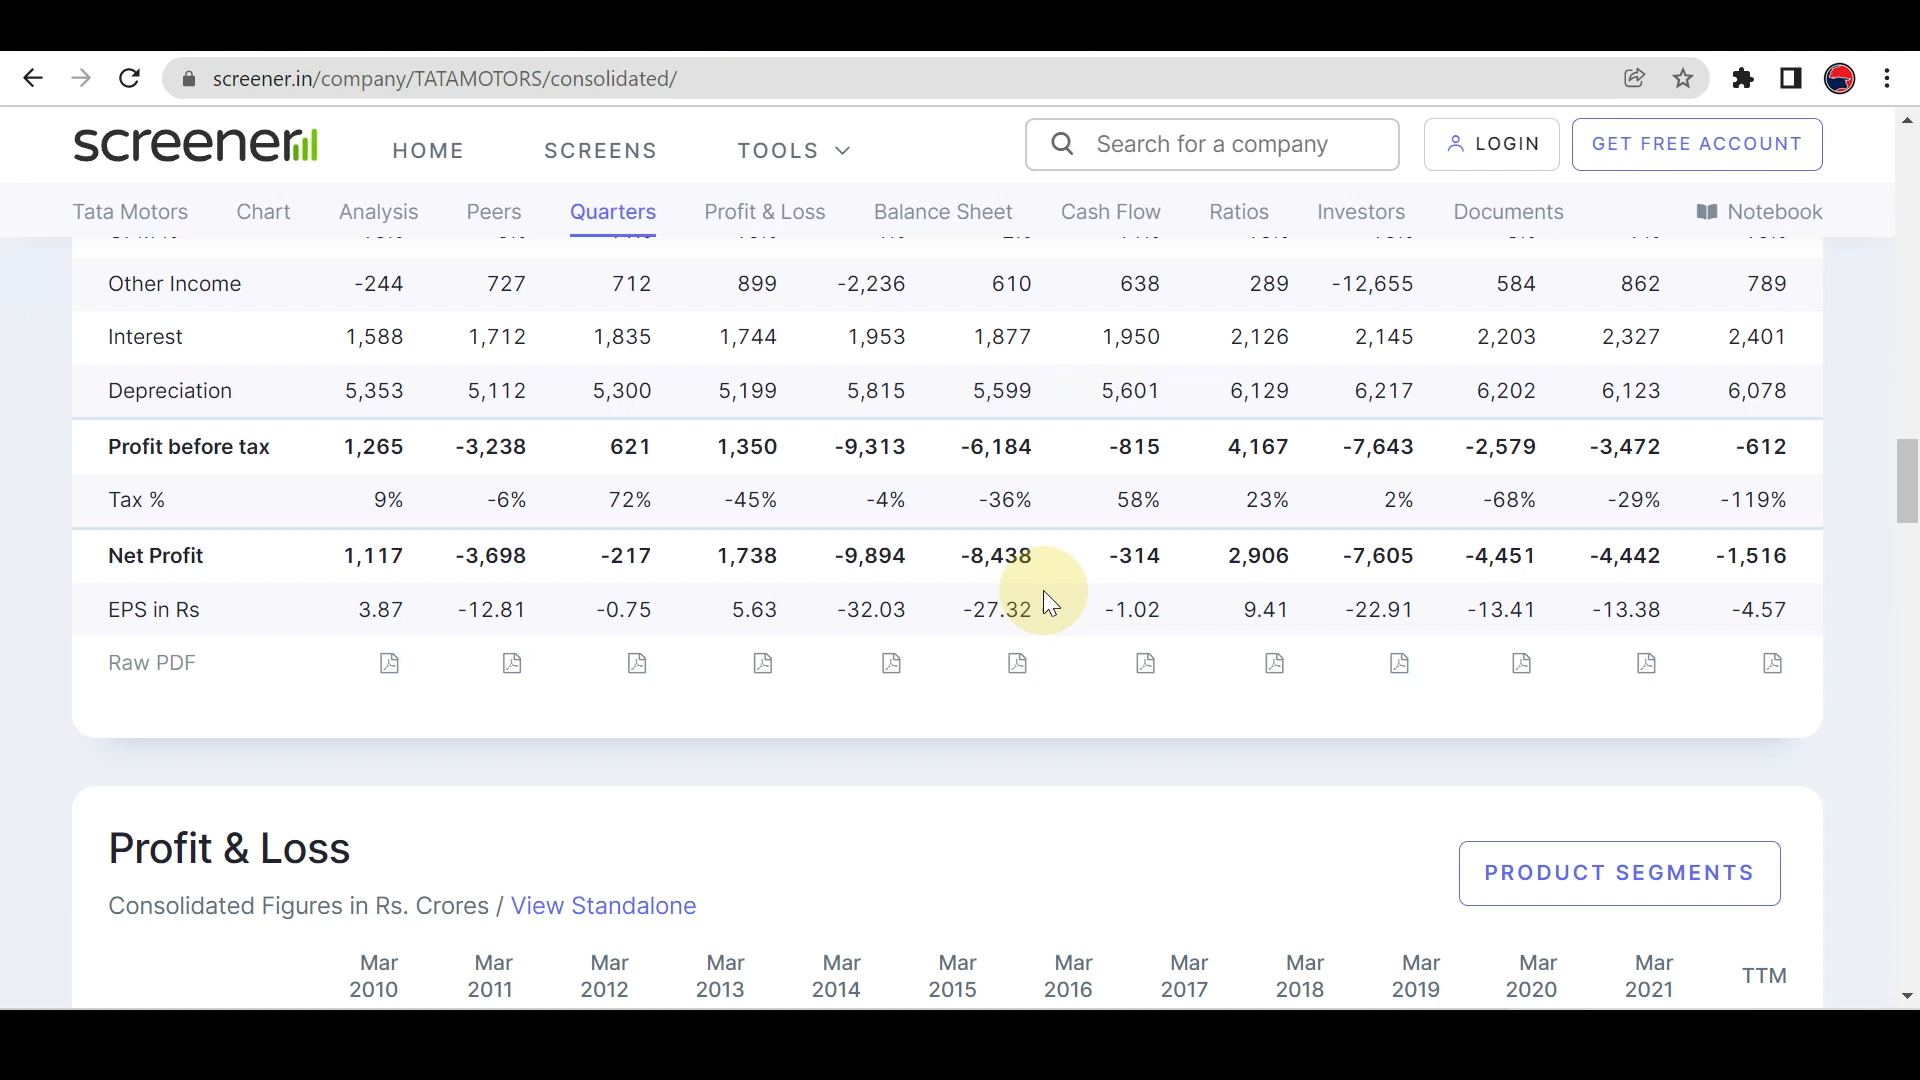 screener.in/company/TATAMOTORS/consolidated/
screener
HOME SCREENS TOOLS Search for a company LOGIN GET FREE ACCOUNT
Tata Motors Chart Analysis Peers Quarters Profit & Loss Balance Sheet Cash Flow Ratios Investors Documents Notebook
Other Income -244 727 712 899 -2,236 610 638 289 -12,655 584 862 789
Interest 1,588 1,712 1,835 1,744 1,953 1,877 1,950 2,126 2,145 2,203 2,327 2,401
Depreciation 5,353 5,112 5,300 5,199 5,815 5,599 5,601 6,129 6,217 6,202 6,123 6,078
Profit before tax 1,265 -3,238 621 1,350 -9,313 -6,184 -815 4,167 -7,643 -2,579 -3,472 -612
Tax % 9% -6% 72% -45% -4% -36% 58% 23% 2% -68% -29% -119%
Net Profit 1,117 -3,698 -217 1,738 -9,894 -8,438 -314 2,906 -7,605 -4,451 -4,442 -1,516
EPS in Rs 3.87 -12.81 -0.75 5.63 -32.03 -27.32 -1.02 9.41 -22.91 -13.41 -13.38 -4.57
Raw PDF
Profit & Loss
PRODUCT SEGMENTS
Consolidated Figures in Rs. Crores / View Standalone
Mar 2010 Mar 2011 Mar 2012 Mar 2013 Mar 2014 Mar 2015 Mar 2016 Mar 2017 Mar 2018 Mar 2019 Mar 2020 Mar 2021 TTM